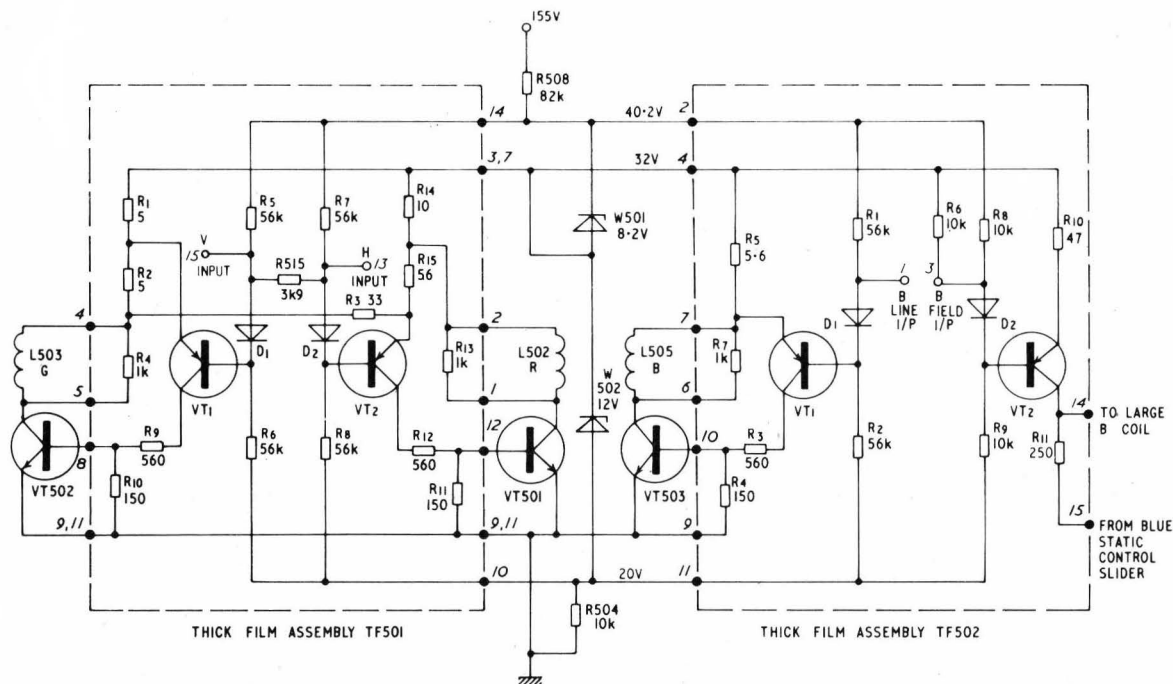 155V
R508
82k
14
40·2V
2
3,7
32V
4
R1
5
R5
56k
R7
56k
R14
10
W501
8·2V
R5
5·6
R1
56k
R6
10k
R8
10k
R10
47
V
15
INPUT
H
13
INPUT
R2
5
R515
3k9
R15
56
R3 33
1
B
LINE
I/P
3
B
FIELD
I/P
4
2
7
D1
D2
L503
G
R4
1k
D1
D2
R13
1k
L502
R
L505
B
R7
1k
5
VT1
VT2
1
W
502
12V
6
VT1
VT2
14
TO LARGE
B COIL
12
10
R9
560
R6
56k
R8
56k
R12
560
R3
560
R2
56k
R9
10k
R11
250
8
VT502
R10
150
R11
150
VT501
VT503
R4
150
15
FROM BLUE
STATIC
CONTROL
SLIDER
9,11
9,11
9
10
20V
11
R504
10k
THICK FILM ASSEMBLY TF501
THICK FILM ASSEMBLY TF502